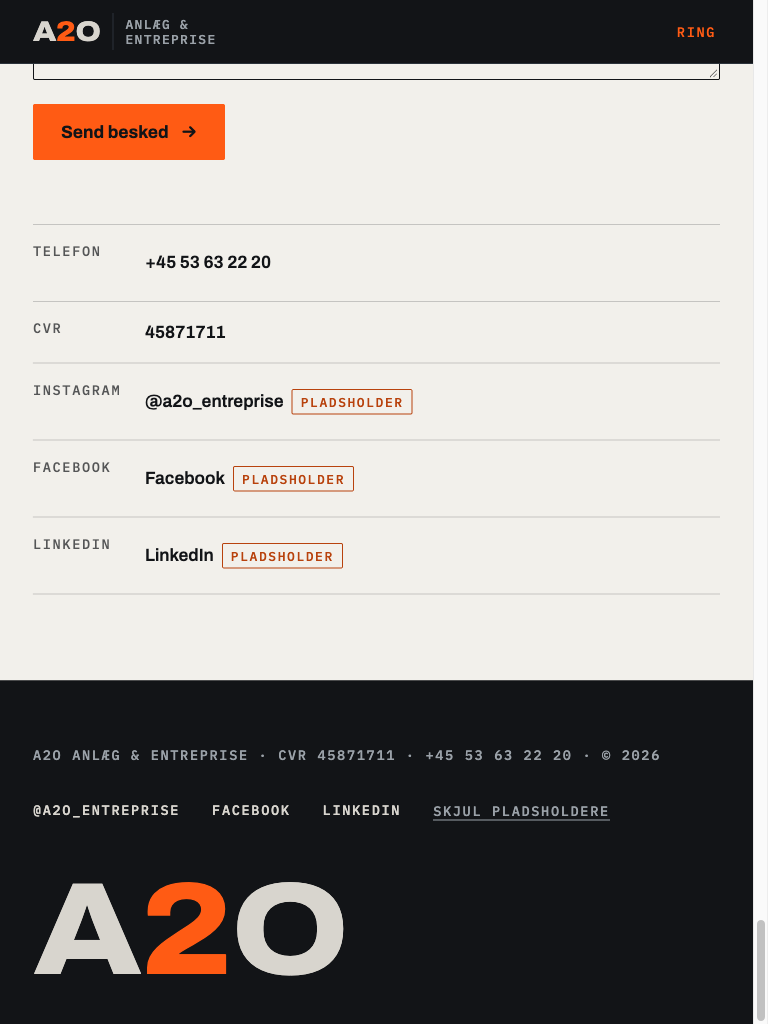 A2O
ANLÆG &
ENTREPRISE
RING
Send besked →
TELEFON
+45 53 63 22 20
CVR
45871711
INSTAGRAM
@a2o_entreprise PLADSHOLDER
FACEBOOK
Facebook PLADSHOLDER
LINKEDIN
LinkedIn PLADSHOLDER
A2O ANLÆG & ENTREPRISE · CVR 45871711 · +45 53 63 22 20 · © 2026
@A2O_ENTREPRISE FACEBOOK LINKEDIN SKJUL PLADSHOLDERE
A2O